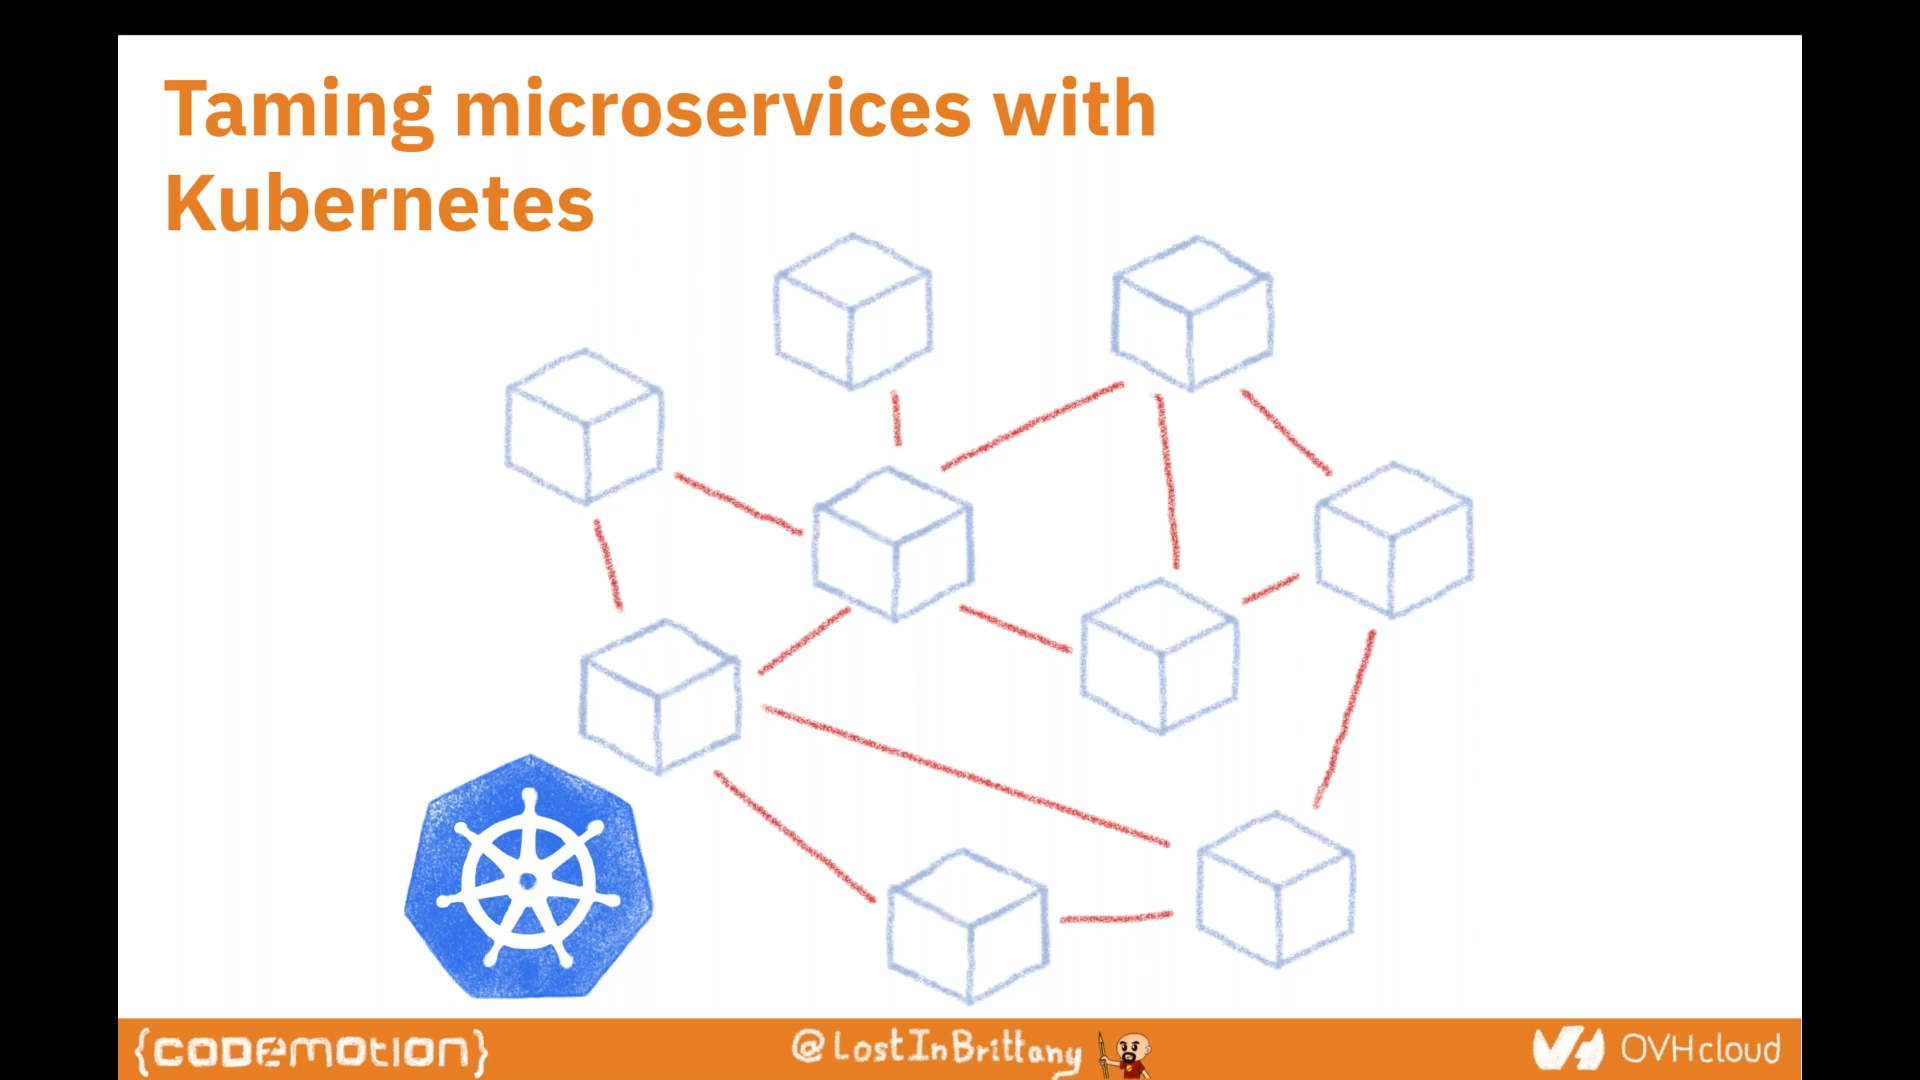 Taming microservices with
Kubernetes
{CODEMOTION}
@LostInBrittany
OVHcloud